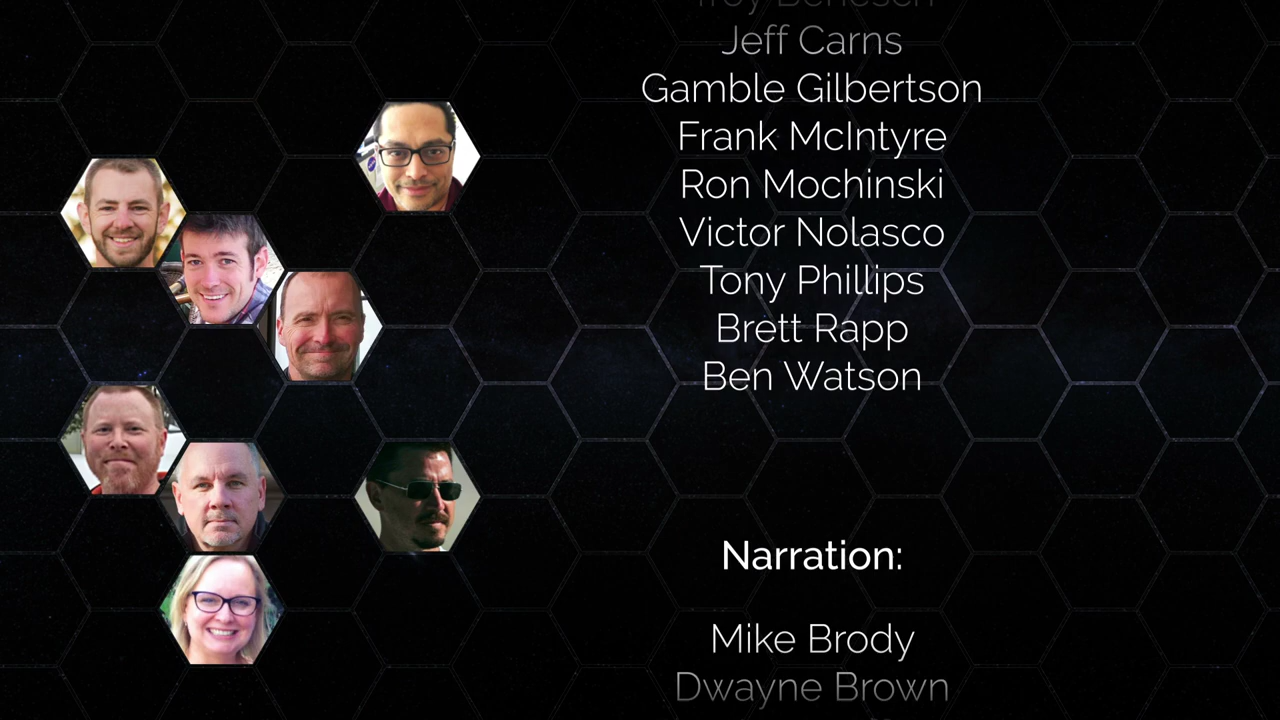 Jeff Carns
Gamble Gilbertson
Frank McIntyre
Ron Mochinski
Victor Nolasco
Tony Phillips
Brett Rapp
Ben Watson
Narration:
Mike Brody
Dwayne Brown